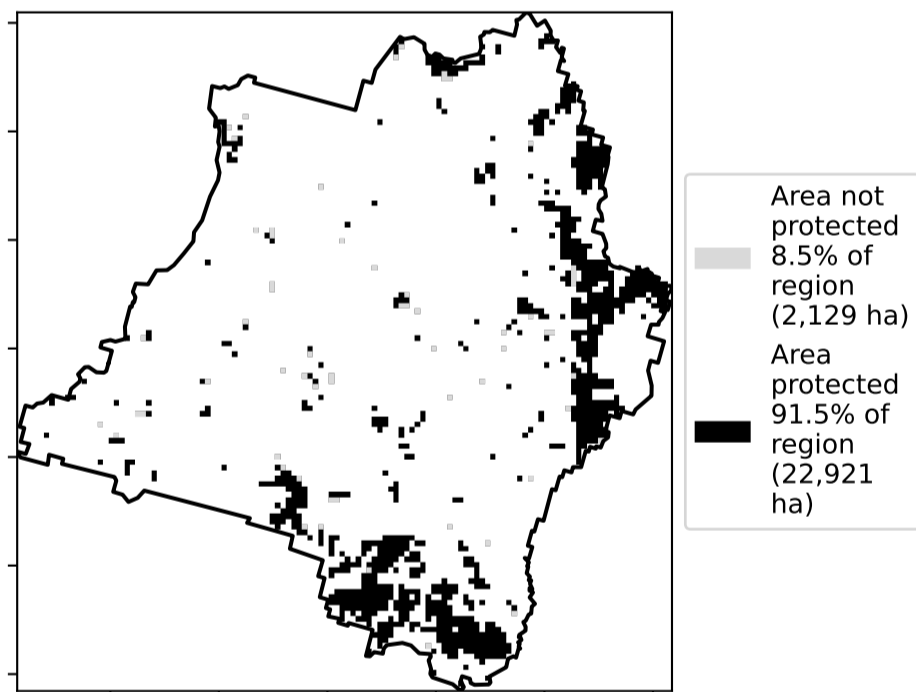 Area not
protected
8.5% of
region
(2,129 ha)
Area
protected
91.5% of
region
(22,921
ha)